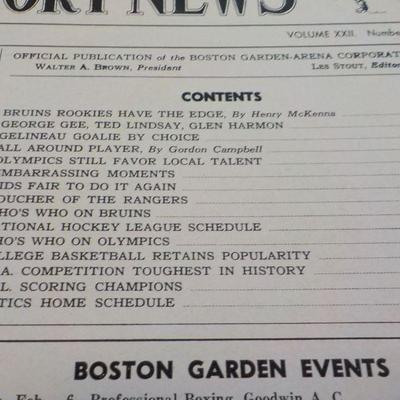 ORT NEWS
VOLUME XXII. Number
OFFICIAL PUBLICATION of the BOSTON GARDEN-ARENA CORPORAT
WALTER A. BROWN, President LES STOUT, Editor
CONTENTS
BRUINS ROOKIES HAVE THE EDGE, By Henry McKenna
GEORGE GEE, TED LINDSAY, GLEN HARMON
GELINEAU GOALIE BY CHOICE
ALL AROUND PLAYER, By Gordon Campbell
OLYMPICS STILL FAVOR LOCAL TALENT
MBARRASSING MOMENTS
IDS FAIR TO DO IT AGAIN
OUCHER OF THE RANGERS
HO'S WHO ON BRUINS
TIONAL HOCKEY LEAGUE SCHEDULE
HO'S WHO ON OLYMPICS
LLEGE BASKETBALL RETAINS POPULARITY
A. COMPETITION TOUGHEST IN HISTORY
L. SCORING CHAMPIONS
TICS HOME SCHEDULE
BOSTON GARDEN EVENTS
Feb. 6 Professional Boxing, Goodwin A. C.